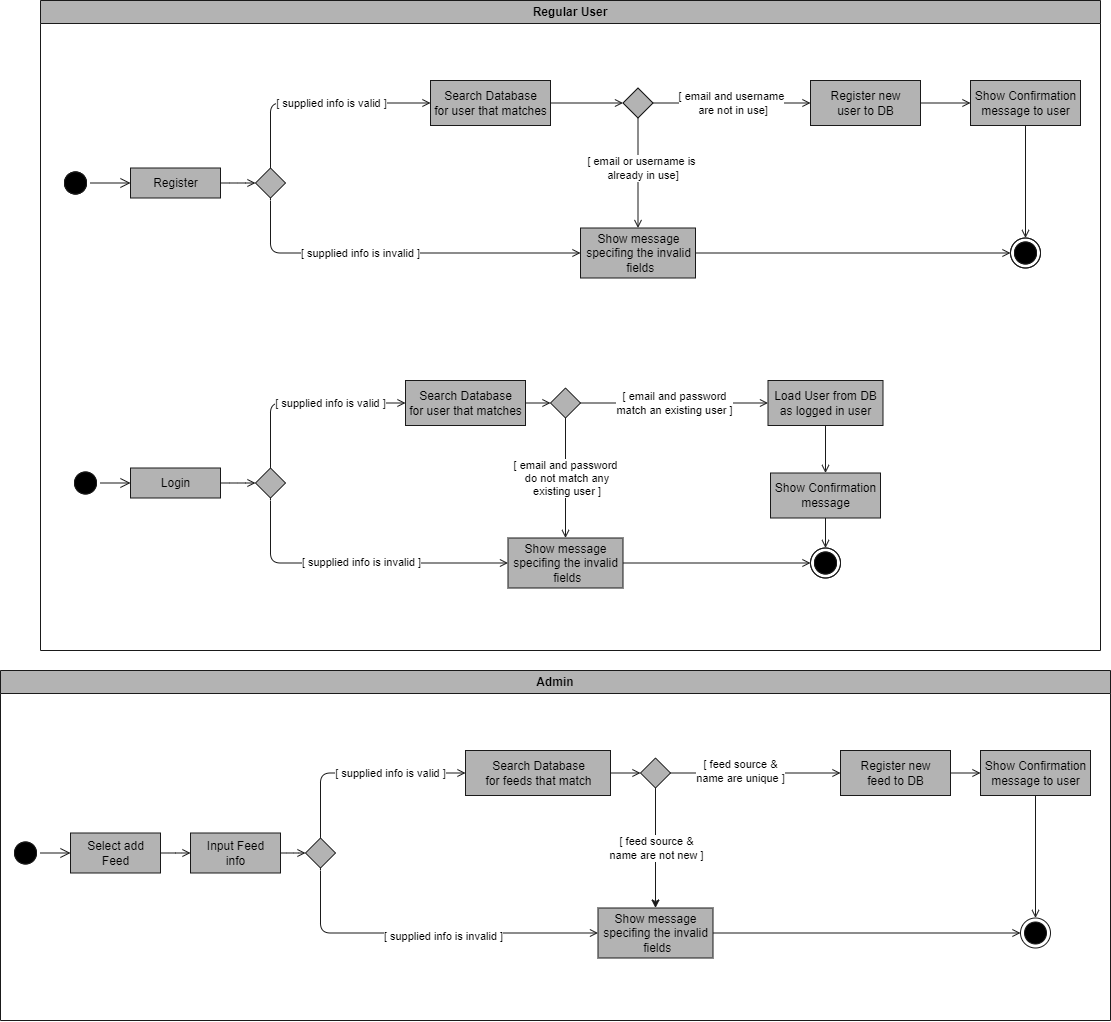 Regular User
[ supplied info is valid ]
Search Database
for user that matches
[ email and username
are not in use]
Register new
user to DB
Show Confirmation
message to user
[ email or username is
already in use]
Register
[ supplied info is invalid ]
Show message
specifing the invalid
fields
[ supplied info is valid ]
Search Database
for user that matches
[ email and password
match an existing user ]
Load User from DB
as logged in user
[ email and password
do not match any
existing user ]
Login
Show Confirmation
message
[ supplied info is invalid ]
Show message
specifing the invalid
fields
Admin
[ supplied info is valid ]
Search Database
for feeds that match
[ feed source &
name are unique ]
Register new
feed to DB
Show Confirmation
message to user
Select add
Feed
Input Feed
info
[ feed source &
name are not new ]
[ supplied info is invalid ]
Show message
specifing the invalid
fields